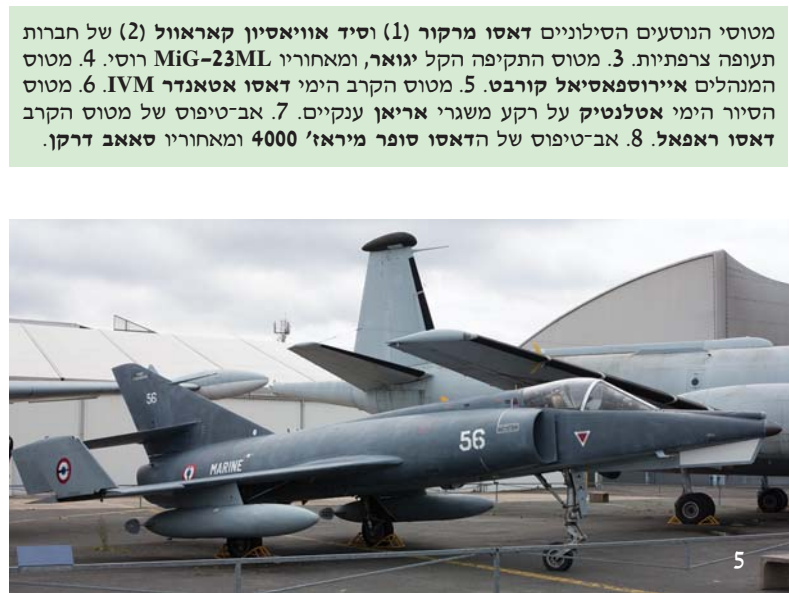 מטוסי הנוסעים הסילוניים דאסו מרקור (1) וסיד אוויאסיון קאראוול (2) של חברות
תעופה צרפתיות. 3. מטוס התקיפה הקל יגואר, ומאחוריו MiG-23ML רוסי. 4. מטוס
המנהלים איירוספאסיאל קורבט. 5. מטוס הקרב הימי דאסו אטאנדר IVM. 6. מטוס
הסיור הימי אטלנטיק על רקע משגרי אריאן ענקיים. 7. אב־טיפוס של מטוס הקרב
דאסו ראפאל. 8. אב־טיפוס של הדאסו סופר מיראז' 4000 ומאחוריו סאאב דרקן.
56
56
MARINE
5